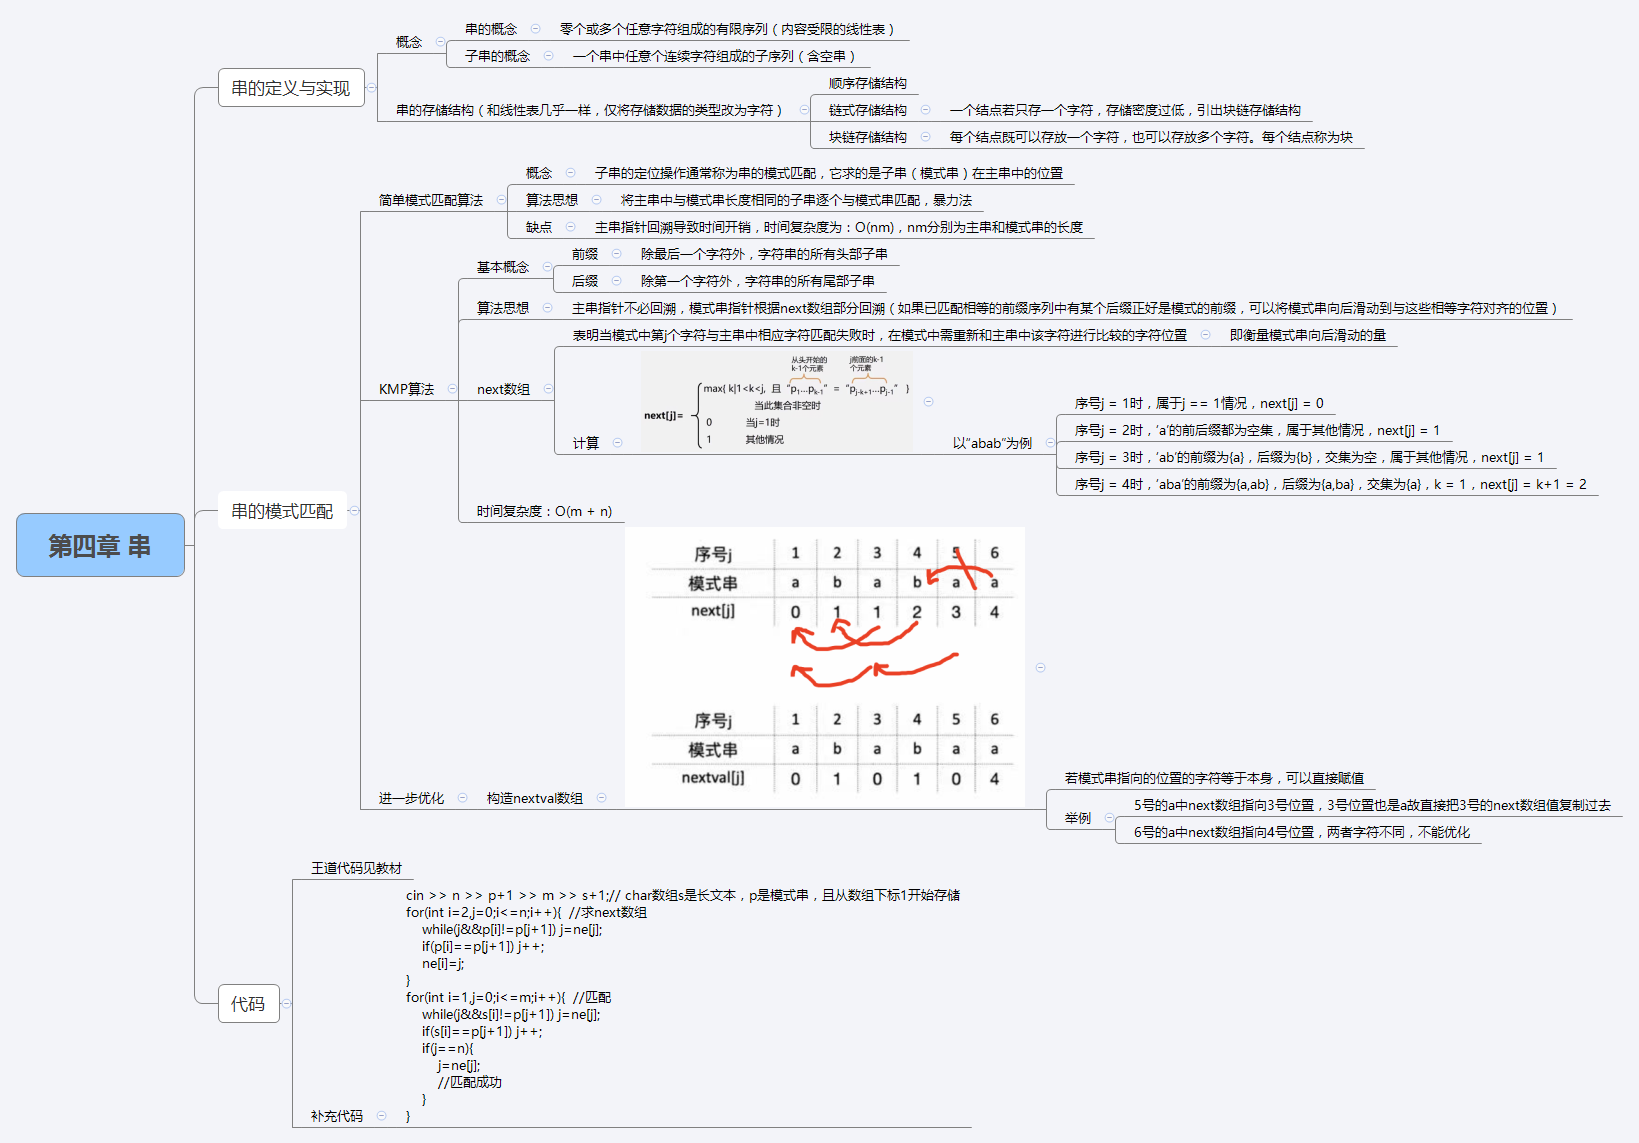 第四章 串
串的定义与实现
概念
串的概念
零个或多个任意字符组成的有限序列（内容受限的线性表）
子串的概念
一个串中任意个连续字符组成的子序列（含空串）
串的存储结构（和线性表几乎一样，仅将存储数据的类型改为字符）
顺序存储结构
链式存储结构
一个结点若只存一个字符，存储密度过低，引出块链存储结构
块链存储结构
每个结点既可以存放一个字符，也可以存放多个字符。每个结点称为块
串的模式匹配
简单模式匹配算法
概念
子串的定位操作通常称为串的模式匹配，它求的是子串（模式串）在主串中的位置
算法思想
将主串中与模式串长度相同的子串逐个与模式串匹配，暴力法
缺点
主串指针回溯导致时间开销，时间复杂度为：O(nm)，nm分别为主串和模式串的长度
KMP算法
基本概念
前缀
除最后一个字符外，字符串的所有头部子串
后缀
除第一个字符外，字符串的所有尾部子串
算法思想
主串指针不必回溯，模式串指针根据next数组部分回溯（如果已匹配相等的前缀序列中有某个后缀正好是模式的前缀，可以将模式串向后滑动到与这些相等字符对齐的位置）
next数组
表明当模式中第j个字符与主串中相应字符匹配失败时，在模式中需重新和主串中该字符进行比较的字符位置
即衡量模式串向后滑动的量
计算
从头开始的
k-1个元素
j前面的k-1
个元素
next[j]=
max{ k|1<k<j, 且 “p1…pk-1” = “pj-k+1…pj-1” }
当此集合非空时
0 当j=1时
1 其他情况
以“abab”为例
序号j = 1时，属于j == 1情况，next[j] = 0
序号j = 2时，‘a’的前后缀都为空集，属于其他情况，next[j] = 1
序号j = 3时，‘ab’的前缀为{a}，后缀为{b}，交集为空，属于其他情况，next[j] = 1
序号j = 4时，‘aba’的前缀为{a,ab}，后缀为{a,ba}，交集为{a}，k = 1，next[j] = k+1 = 2
时间复杂度：O(m + n)
进一步优化
构造nextval数组
序号j 1 2 3 4 5 6
模式串 a b a b a a
next[j] 0 1 1 2 3 4
序号j 1 2 3 4 5 6
模式串 a b a b a a
nextval[j] 0 1 0 1 0 4
若模式串指向的位置的字符等于本身，可以直接赋值
举例
5号的a中next数组指向3号位置，3号位置也是a故直接把3号的next数组值复制过去
6号的a中next数组指向4号位置，两者字符不同，不能优化
代码
王道代码见教材
补充代码
cin >> n >> p+1 >> m >> s+1;// char数组s是长文本，p是模式串，且从数组下标1开始存储
for(int i=2,j=0;i<=n;i++){ //求next数组
while(j&&p[i]!=p[j+1]) j=ne[j];
if(p[i]==p[j+1]) j++;
ne[i]=j;
}
for(int i=1,j=0;i<=m;i++){ //匹配
while(j&&s[i]!=p[j+1]) j=ne[j];
if(s[i]==p[j+1]) j++;
if(j==n){
j=ne[j];
//匹配成功
}
}